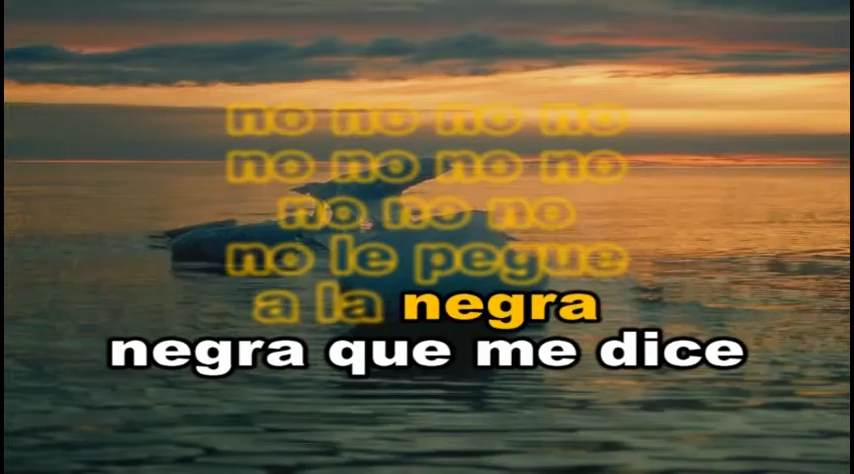 no no no no
no no no no
no no no
no le pegue
a la negra
negra que me dice